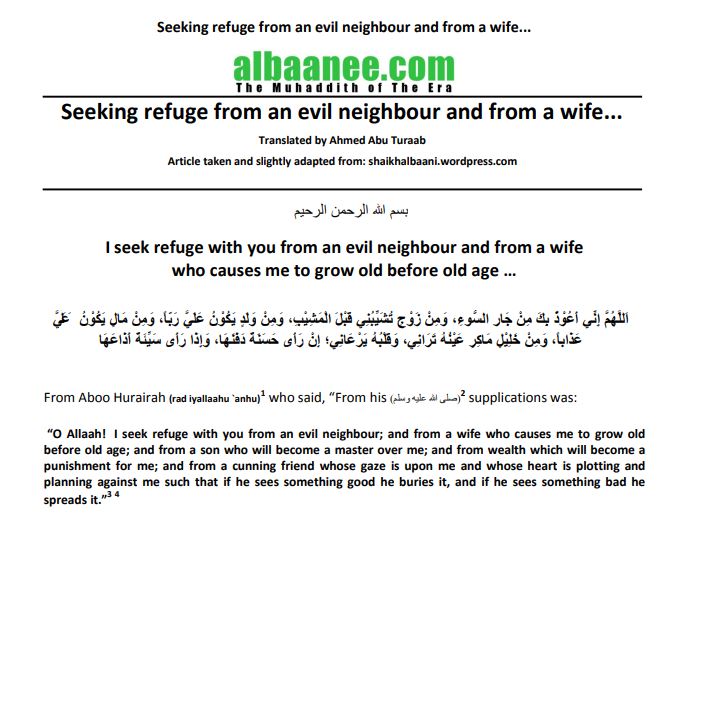 Seeking refuge from an evil neighbour and from a wife...
albaanee.com
The Muhaddith of The Era
Seeking refuge from an evil neighbour and from a wife...
Translated by Ahmed Abu Turaab
Article taken and slightly adapted from: shaikhalbaani.wordpress.com
بسم الله الرحمن الرحيم
I seek refuge with you from an evil neighbour and from a wife
who causes me to grow old before old age …
اَللَّهُمَّ إِنِّي أَعُوْذُ بِكَ مِنْ جَارِ السُّوءِ، وَمِنْ زَوْجٍ تُشَيِّبُنِي قَبْلَ الْمَشِيْبِ، وَمِنْ وَلَدٍ يَكُوْنُ عَلَيَّ رَبّاً، وَمِنْ مَالٍ يَكُوْنُ عَلَيَّ
عَذَاباً، وَمِنْ خَلِيْلٍ مَاكِرٍ عَيْنُهُ تَرَانِي، وَقَلْبُهُ يَرْعَانِي؛ إِنْ رَأَى حَسَنَةً دَفَنَهَا، وَإِذَا رَأَى سَيِّئَةً أَذَاعَهَا
From Aboo Hurairah (rad iyallaahu `anhu)1 who said, “From his (صلى الله عليه وسلم)2 supplications was:
“O Allaah! I seek refuge with you from an evil neighbour; and from a wife who causes me to grow old
before old age; and from a son who will become a master over me; and from wealth which will become a
punishment for me; and from a cunning friend whose gaze is upon me and whose heart is plotting and
planning against me such that if he sees something good he buries it, and if he sees something bad he
spreads it.”3 4